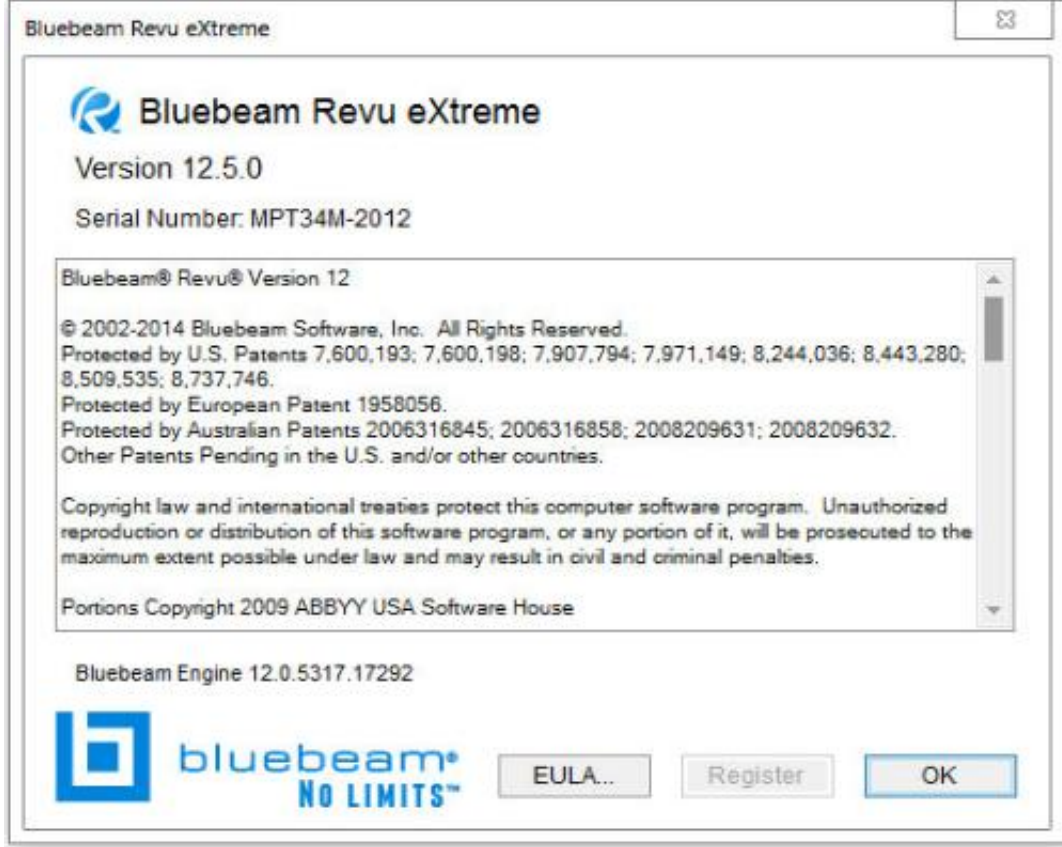 Bluebeam Revu eXtreme
Bluebeam Revu eXtreme
Version 12.5.0
Serial Number: MPT34M-2012
Bluebeam® Revu® Version 12
© 2002-2014 Bluebeam Software, Inc.  All Rights Reserved.
Protected by U.S. Patents 7,600,193; 7,600,198; 7,907,794; 7,971,149; 8,244,036; 8,443,280;
8,509,535; 8,737,746.
Protected by European Patent 1958056.
Protected by Australian Patents 2006316845; 2006316858; 2008209631; 2008209632.
Other Patents Pending in the U.S. and/or other countries.
Copyright law and international treaties protect this computer software program.  Unauthorized
reproduction or distribution of this software program, or any portion of it, will be prosecuted to the
maximum extent possible under law and may result in civil and criminal penalties.
Portions Copyright 2009 ABBYY USA Software House
Bluebeam Engine 12.0.5317.17292
bluebeam®
NO LIMITS™
EULA...
Register
OK